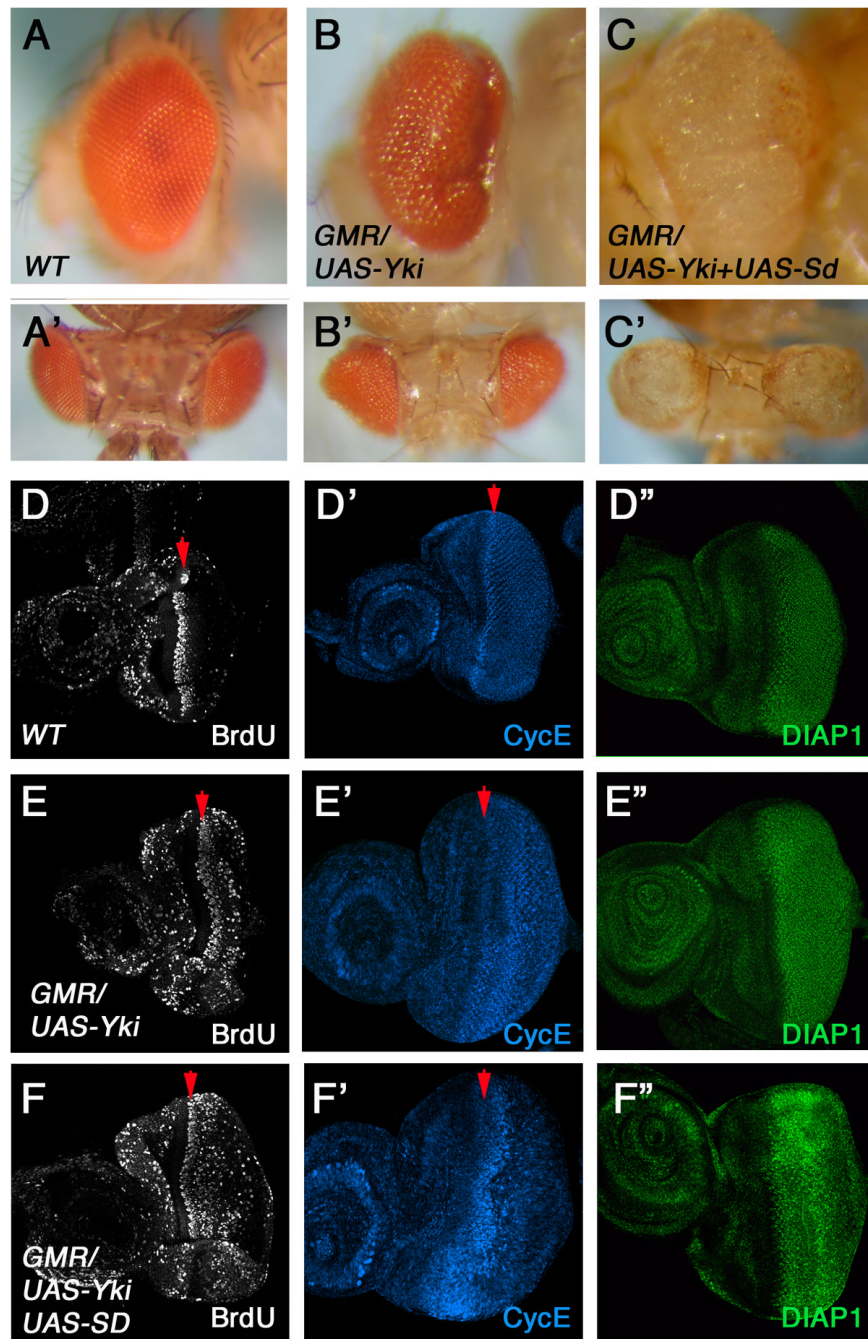 A
WT
B
GMR/
UAS-Yki
C
GMR/
UAS-Yki+UAS-Sd
A'
B'
C'
D
WT
BrdU
D'
CycE
D"
DIAP1
E
GMR/
UAS-Yki
BrdU
E'
CycE
E"
DIAP1
F
GMR/
UAS-Yki
UAS-SD
BrdU
F'
CycE
F"
DIAP1